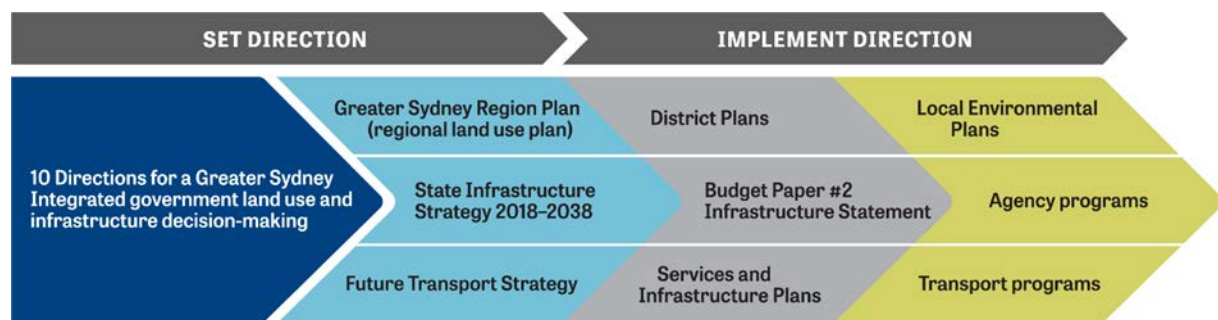 SET DIRECTION
IMPLEMENT DIRECTION
10 Directions for a Greater Sydney
Integrated government land use and
infrastructure decision-making
Greater Sydney Region Plan
(regional land use plan)
District Plans
Local Environmental
Plans
State Infrastructure
Strategy 2018–2038
Budget Paper #2
Infrastructure Statement
Agency programs
Future Transport Strategy
Services and
Infrastructure Plans
Transport programs